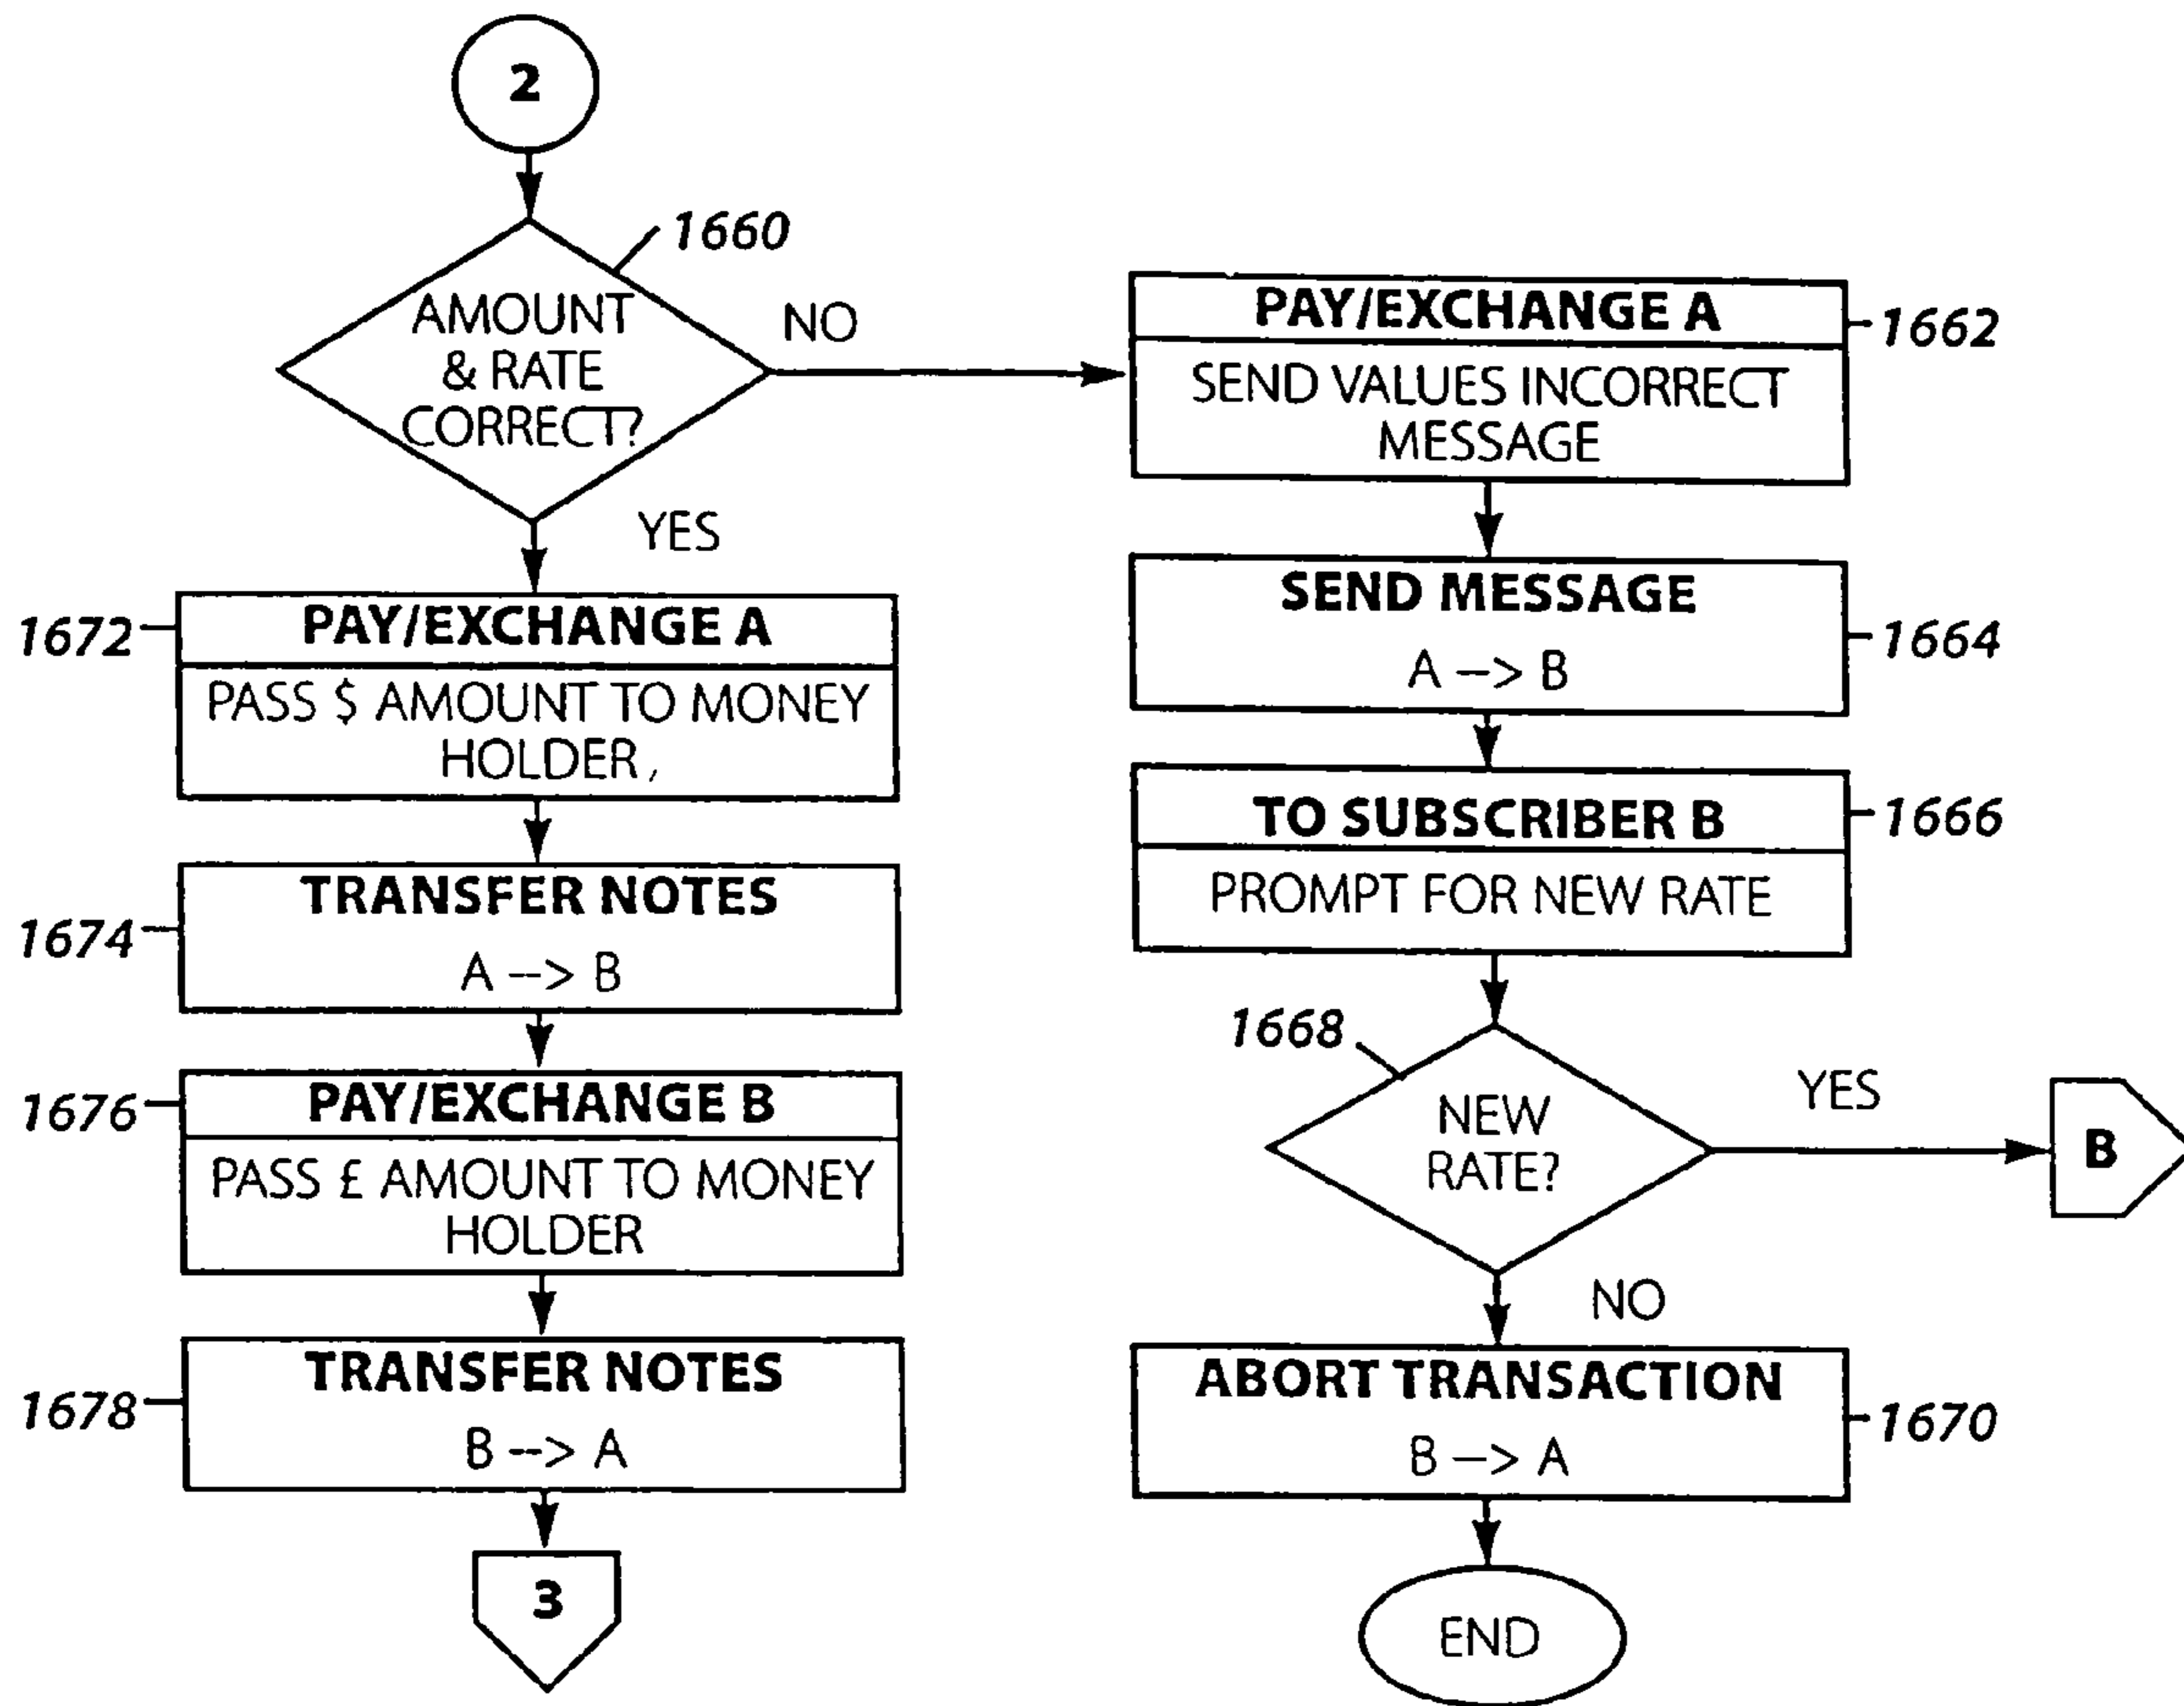 2
1660
AMOUNT
& RATE
CORRECT?
NO
YES
1672
PAY/EXCHANGE A
PASS $ AMOUNT TO MONEY
HOLDER,
1674
TRANSFER NOTES
A --> B
1676
PAY/EXCHANGE B
PASS £ AMOUNT TO MONEY
HOLDER
1678
TRANSFER NOTES
B --> A
3
PAY/EXCHANGE A
1662
SEND VALUES INCORRECT
MESSAGE
SEND MESSAGE
1664
A --> B
TO SUBSCRIBER B
1666
PROMPT FOR NEW RATE
1668
NEW
RATE?
YES
B
NO
ABORT TRANSACTION
1670
B --> A
END